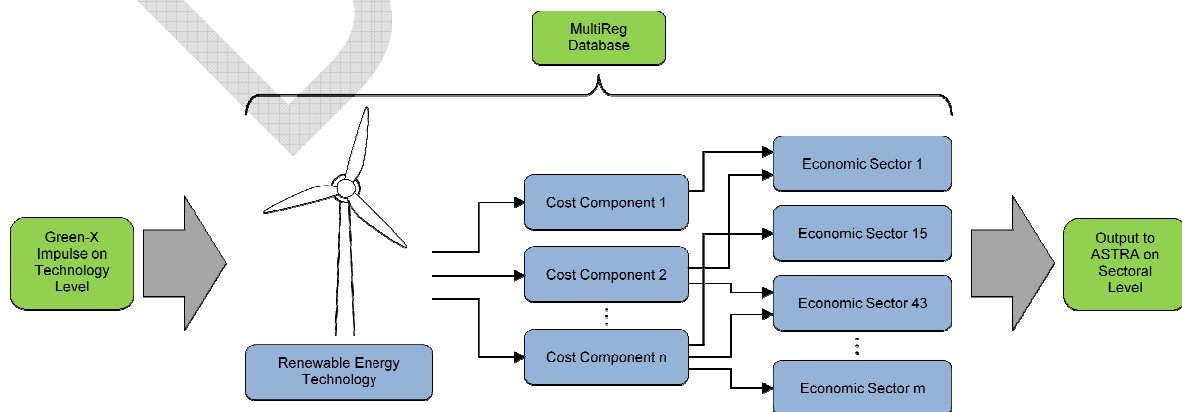 MultiReg
Database
Green-X
Impulse on
Technology
Level
Renewable Energy
Technology
Cost Component 1
Cost Component 2
Cost Component n
Economic Sector 1
Economic Sector 15
Economic Sector 43
Economic Sector m
Output to
ASTRA on
Sectoral
Level